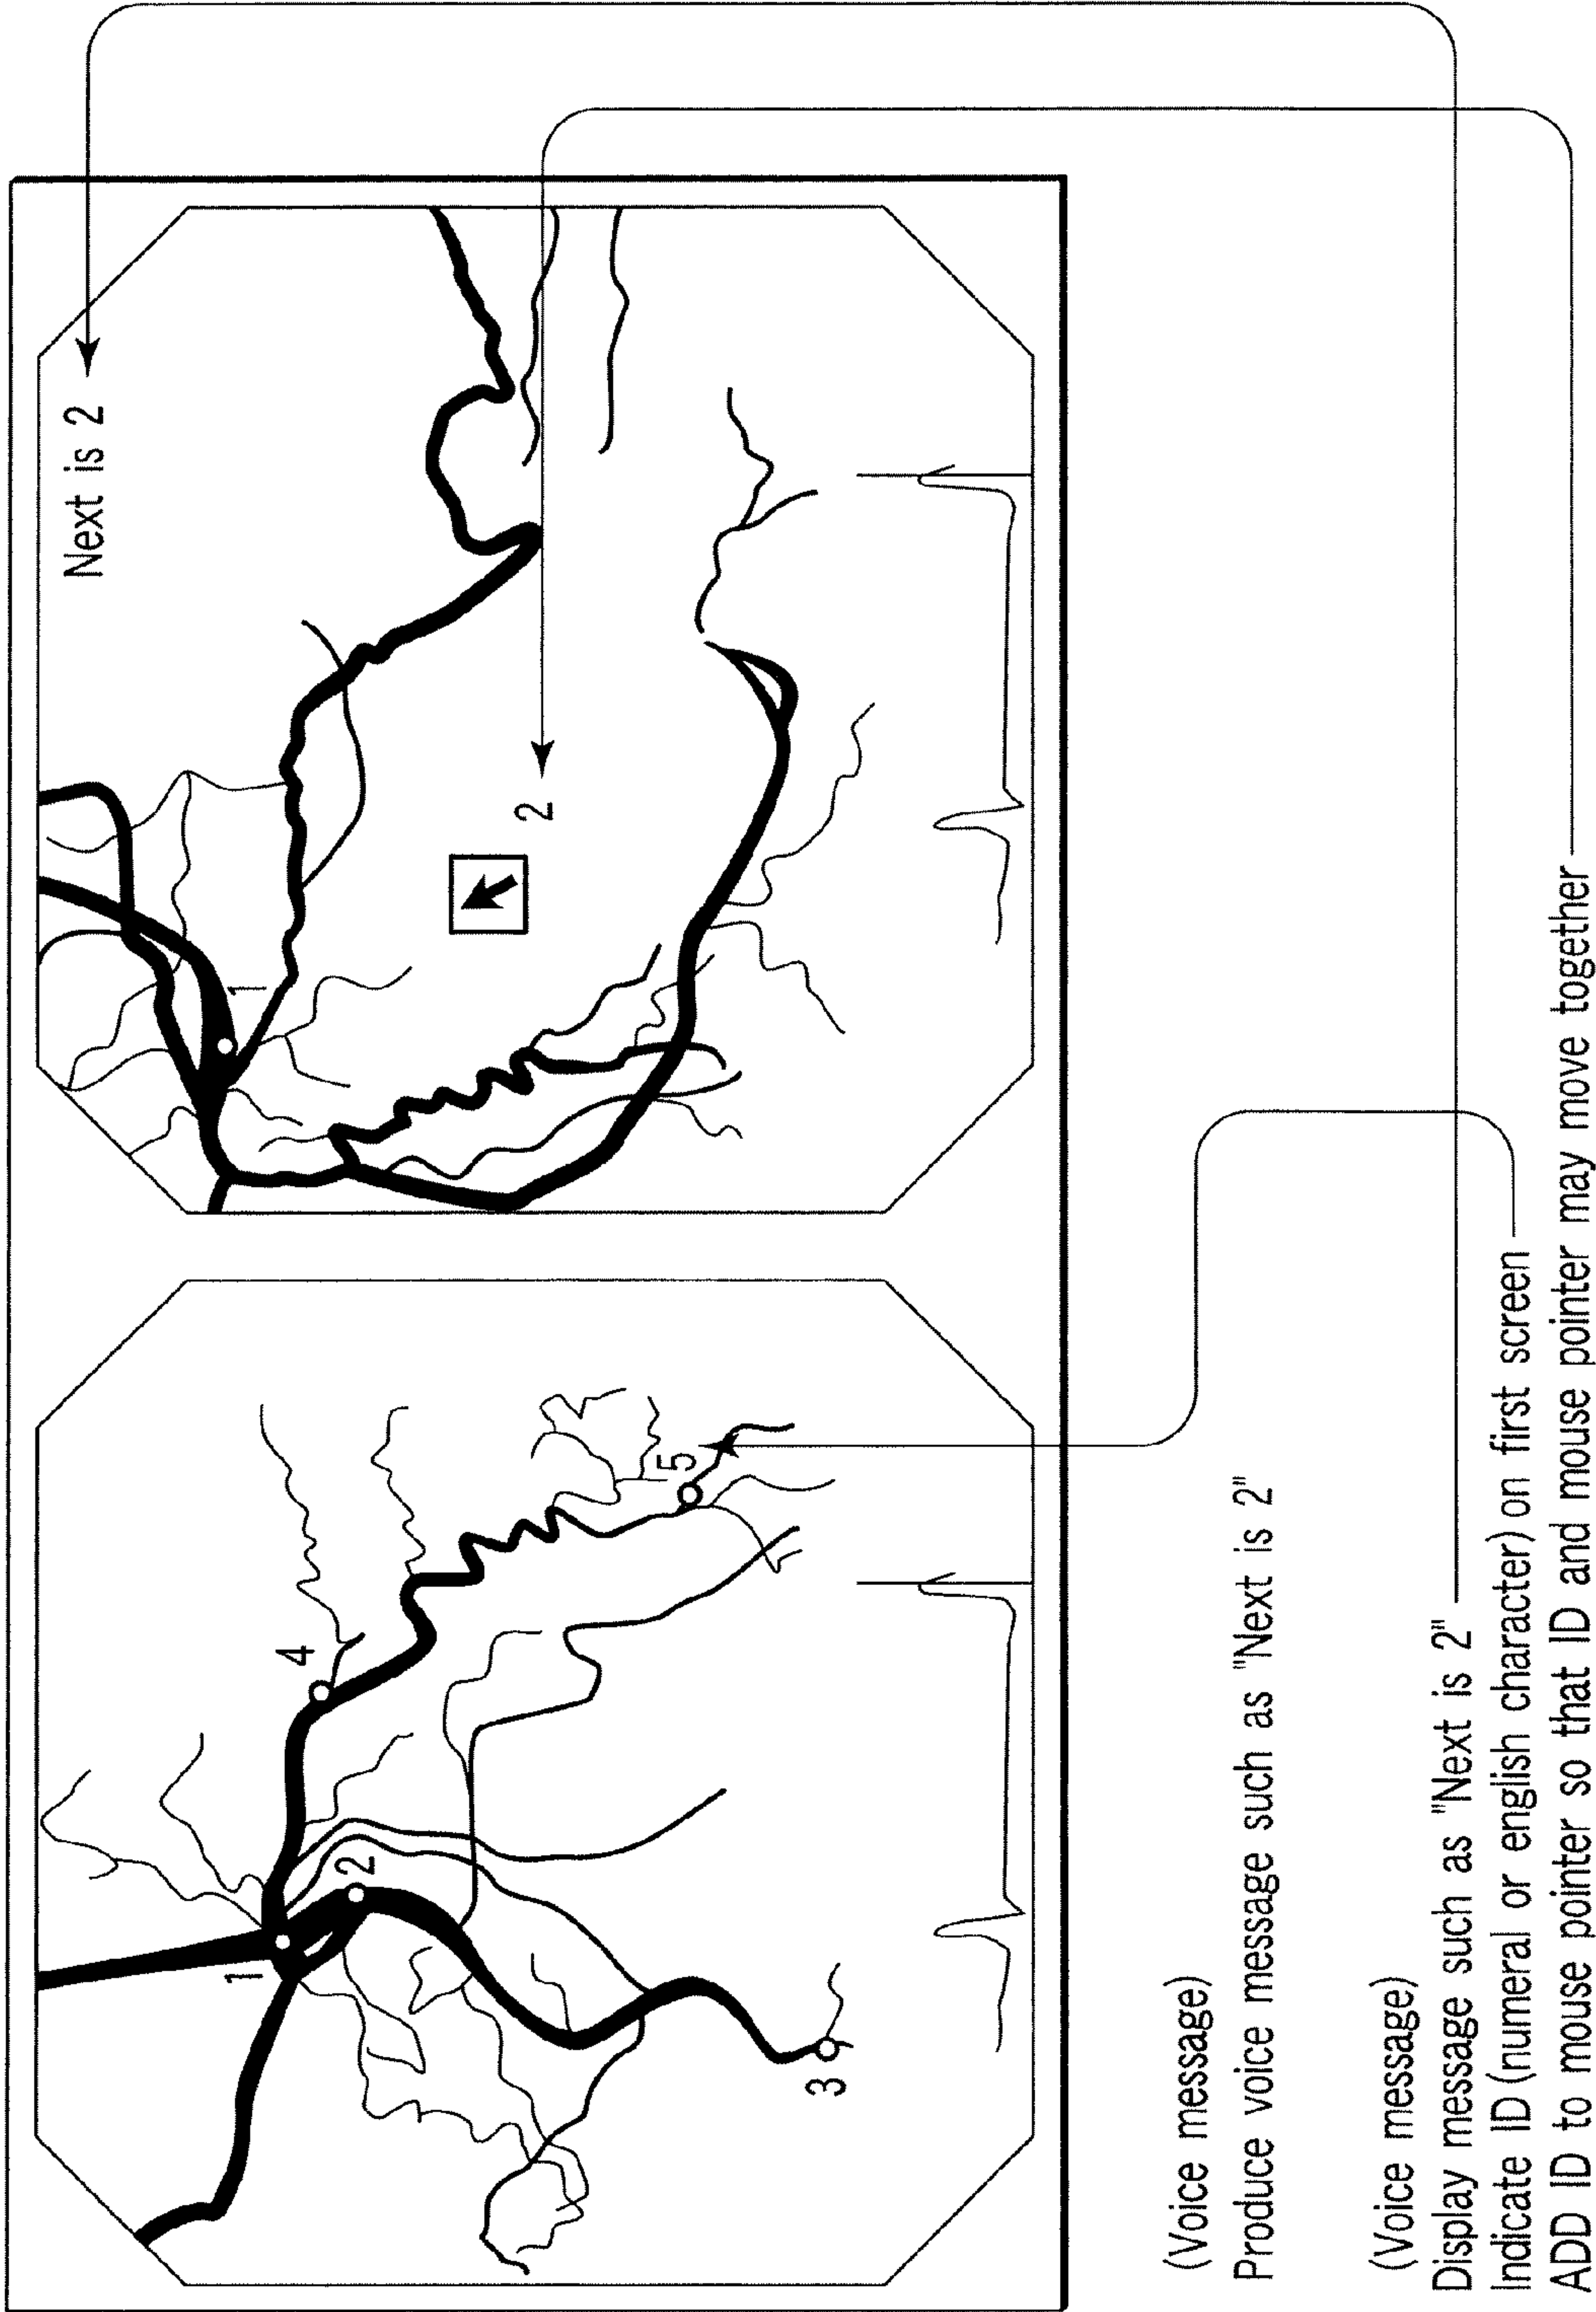 1
2
3
4
5
Next is 2
1
2
(Voice message)
Produce voice message such as "Next is 2"
(Voice message)
Display message such as "Next is 2"
Indicate ID (numeral or english character) on first screen
ADD ID to mouse pointer so that ID and mouse pointer may move together